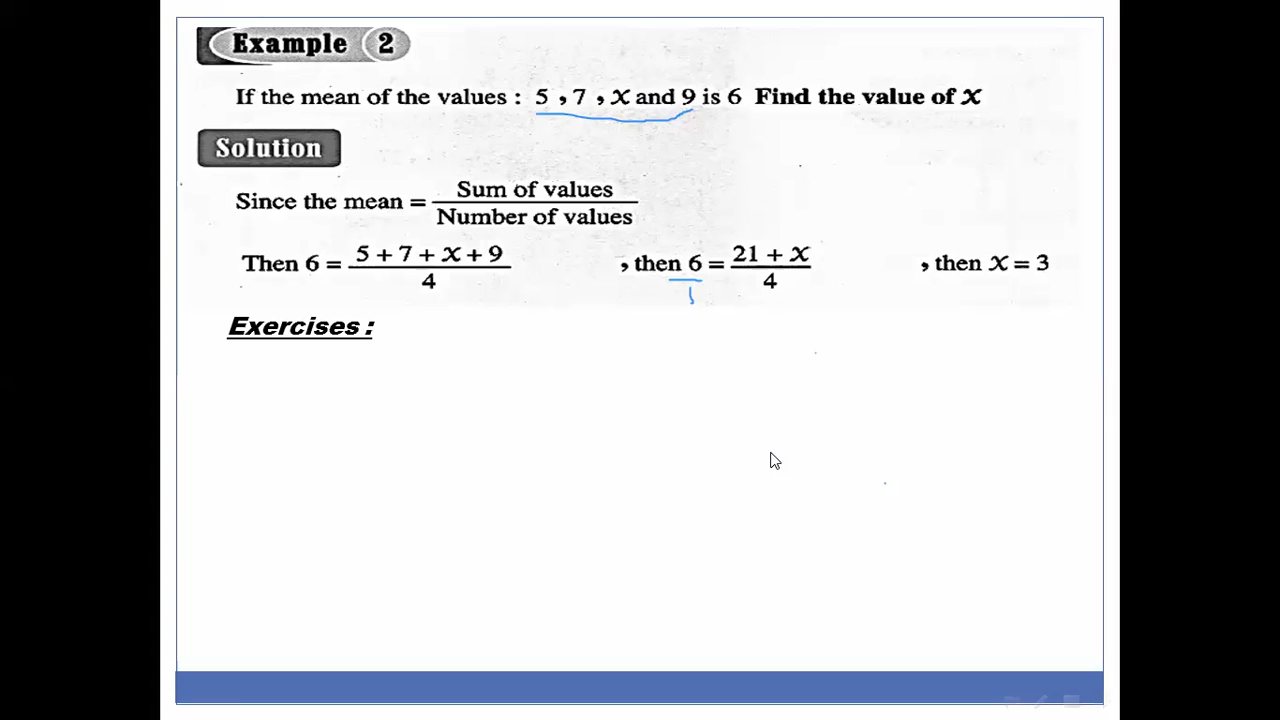 Example 2
If the mean of the values : 5 , 7 , x and 9 is 6 Find the value of x
Solution
Since the mean = Sum of values / Number of values
Then 6 = 5 + 7 + x + 9 / 4 , then 6 = 21 + x / 4 , then x = 3
1
Exercises :